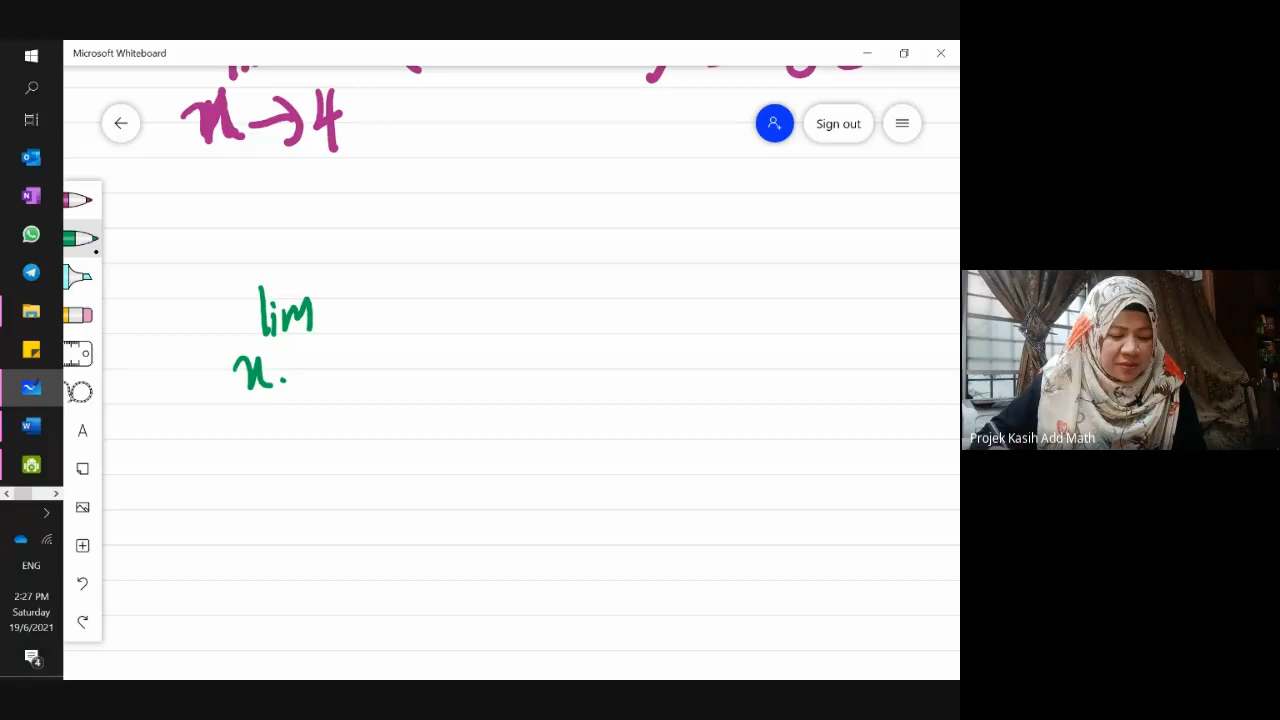 Microsoft Whiteboard
x → 4
Sign out
lim
x.
A
Projek Kasih Add Math
ENG
2:27 PM
Saturday
19/6/2021
4